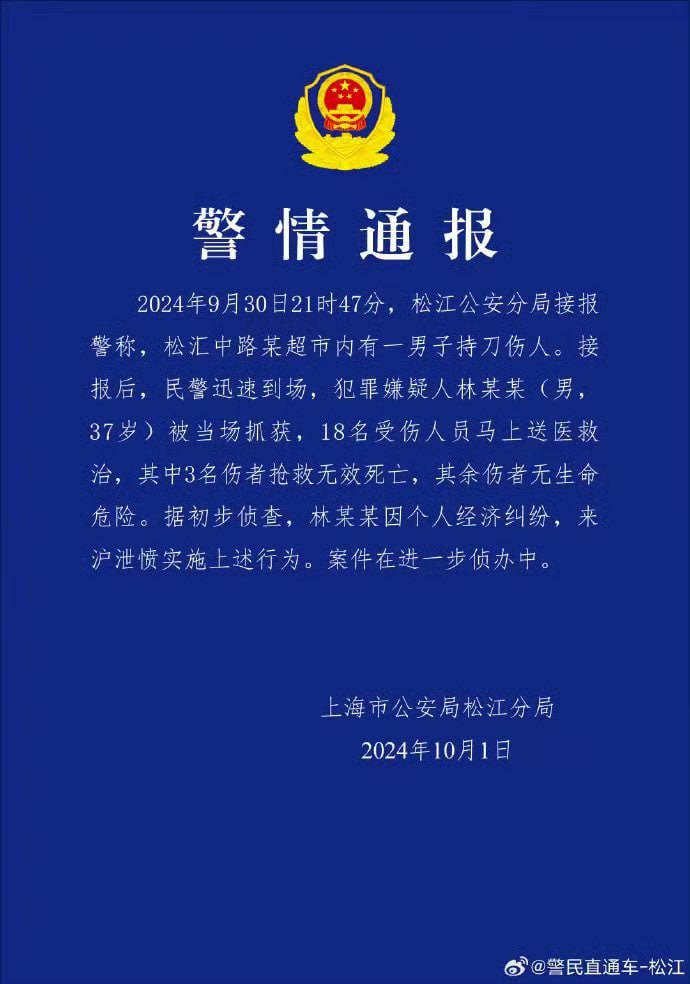 警情通报
2024年9月30日21时47分，松江公安分局接报
警称，松汇中路某超市内有一男子持刀伤人。接
报后，民警迅速到场，犯罪嫌疑人林某某（男，
37岁）被当场抓获，18名受伤人员马上送医救
治，其中3名伤者抢救无效死亡，其余伤者无生命
危险。据初步侦查，林某某因个人经济纠纷，来
沪泄愤实施上述行为。案件在进一步侦办中。
上海市公安局松江分局
2024年10月1日
@警民直通车-松江